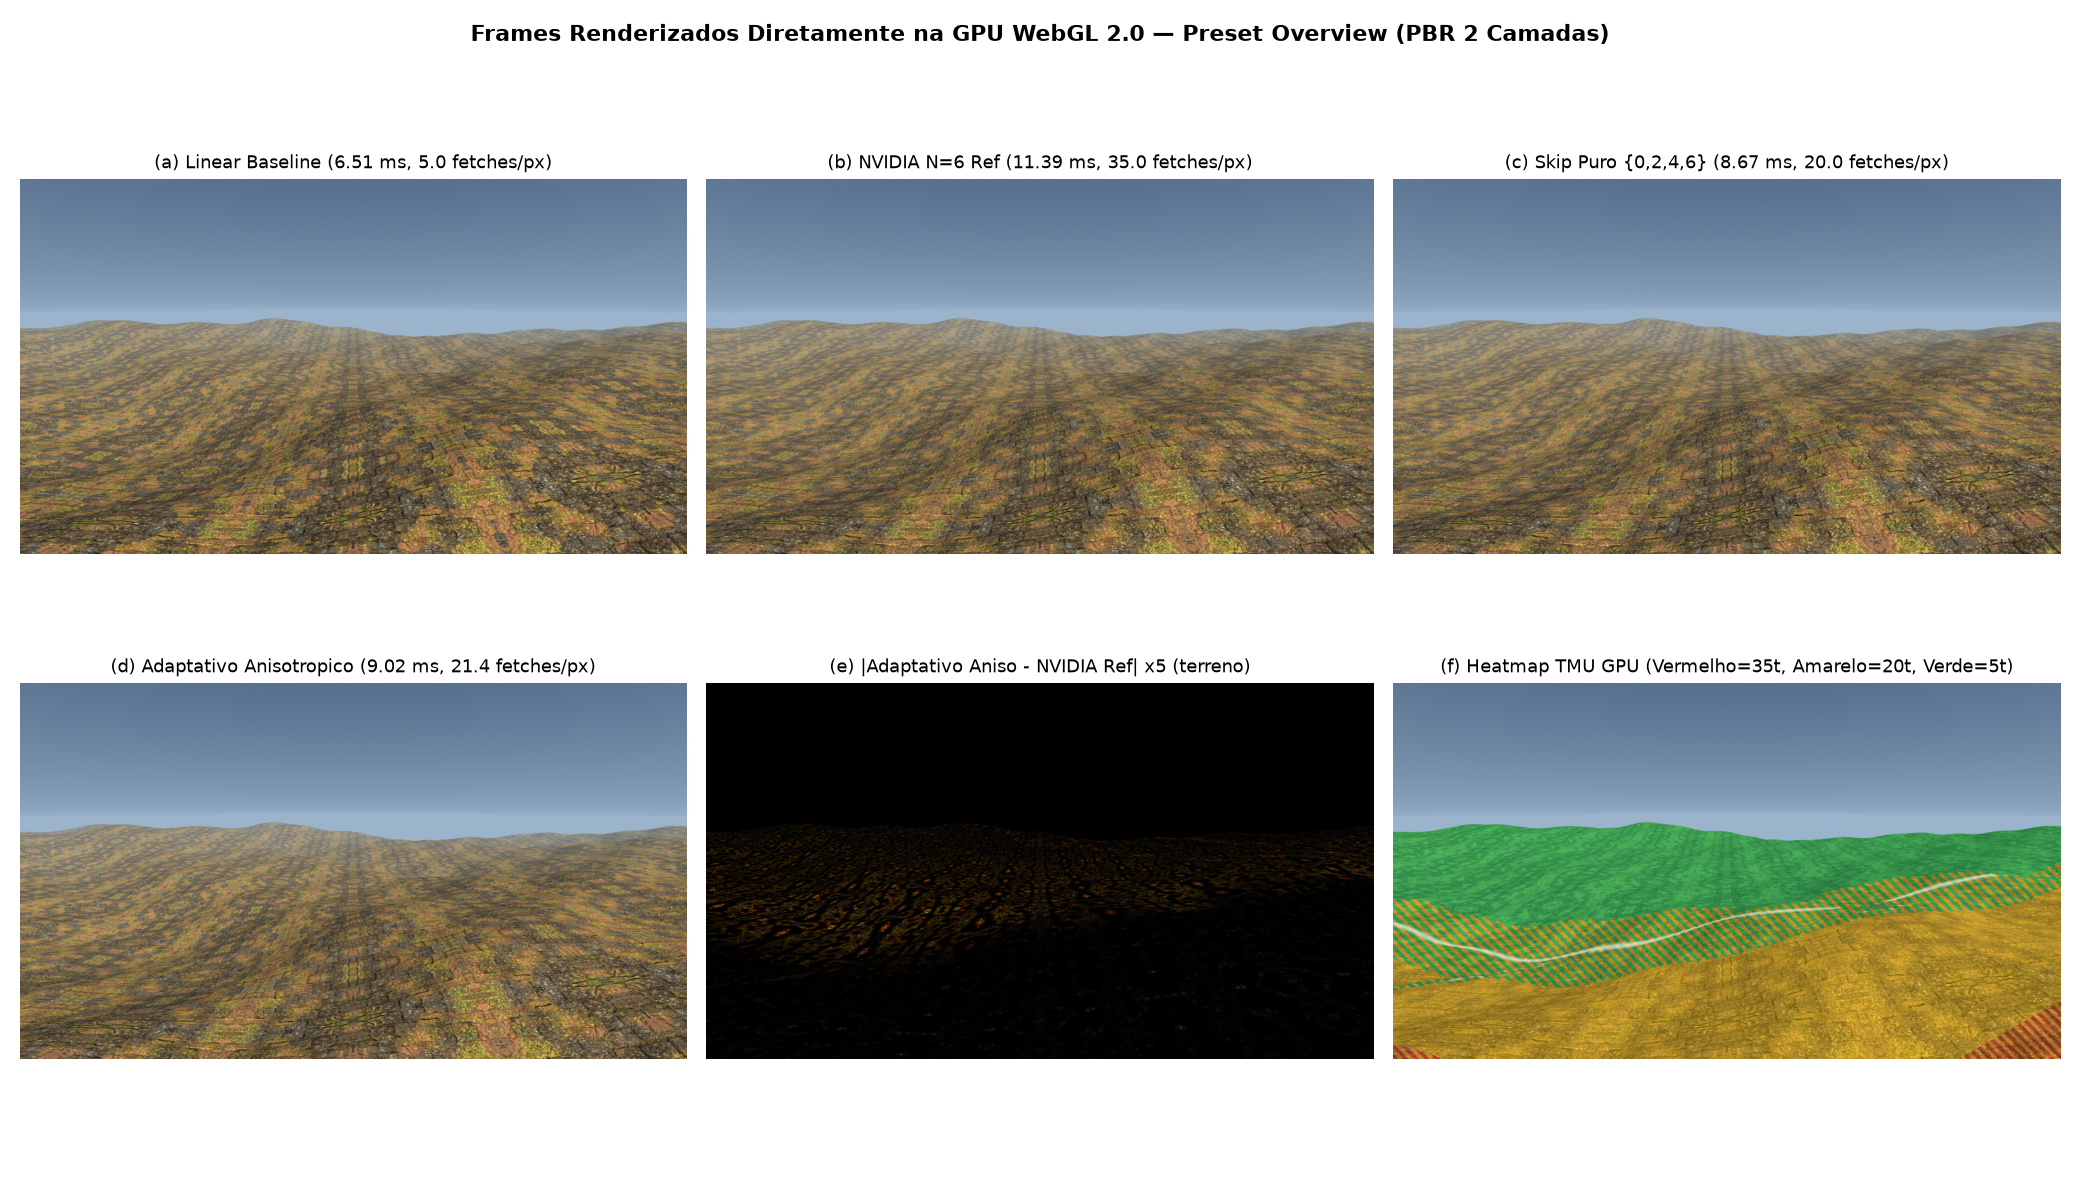 Frames Renderizados Diretamente na GPU WebGL 2.0 — Preset Overview (PBR 2 Camadas)
(a) Linear Baseline (6.51 ms, 5.0 fetches/px)
(b) NVIDIA N=6 Ref (11.39 ms, 35.0 fetches/px)
(c) Skip Puro {0,2,4,6} (8.67 ms, 20.0 fetches/px)
(d) Adaptativo Anisotropico (9.02 ms, 21.4 fetches/px)
(e) |Adaptativo Aniso - NVIDIA Ref| x5 (terreno)
(f) Heatmap TMU GPU (Vermelho=35t, Amarelo=20t, Verde=5t)